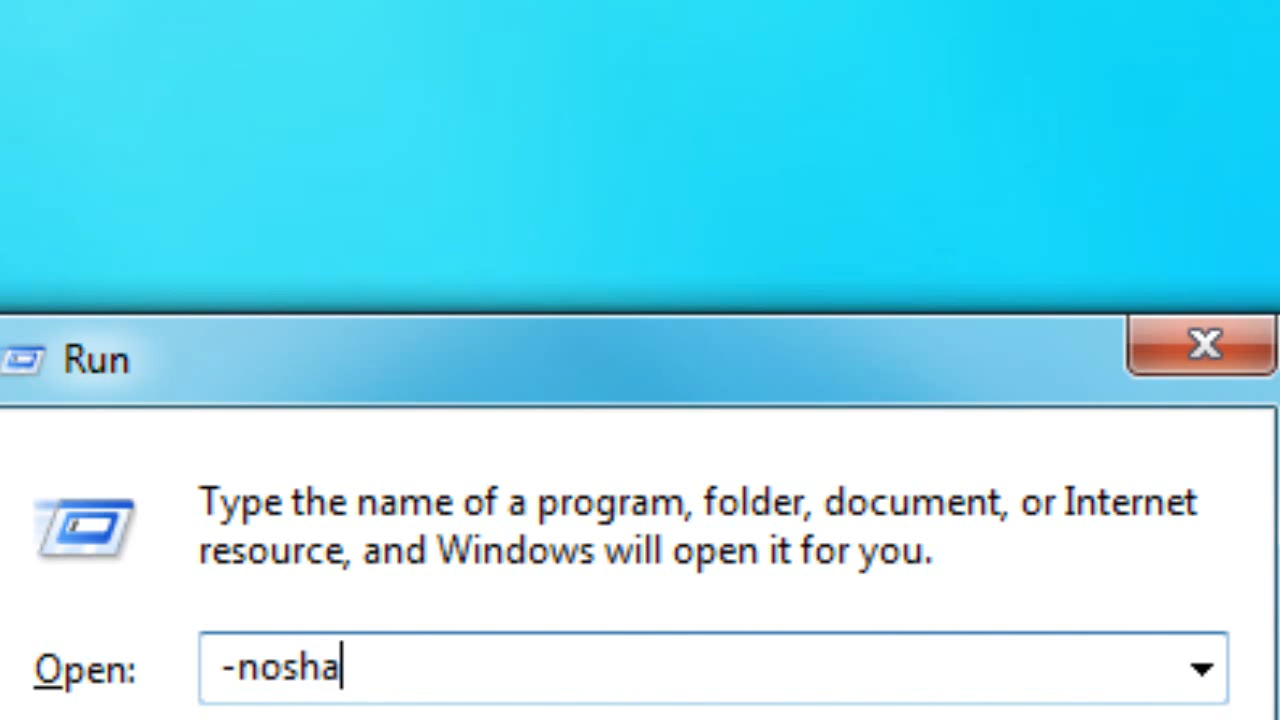 Run
Type the name of a program, folder, document, or Internet
resource, and Windows will open it for you.
Open: -nosha